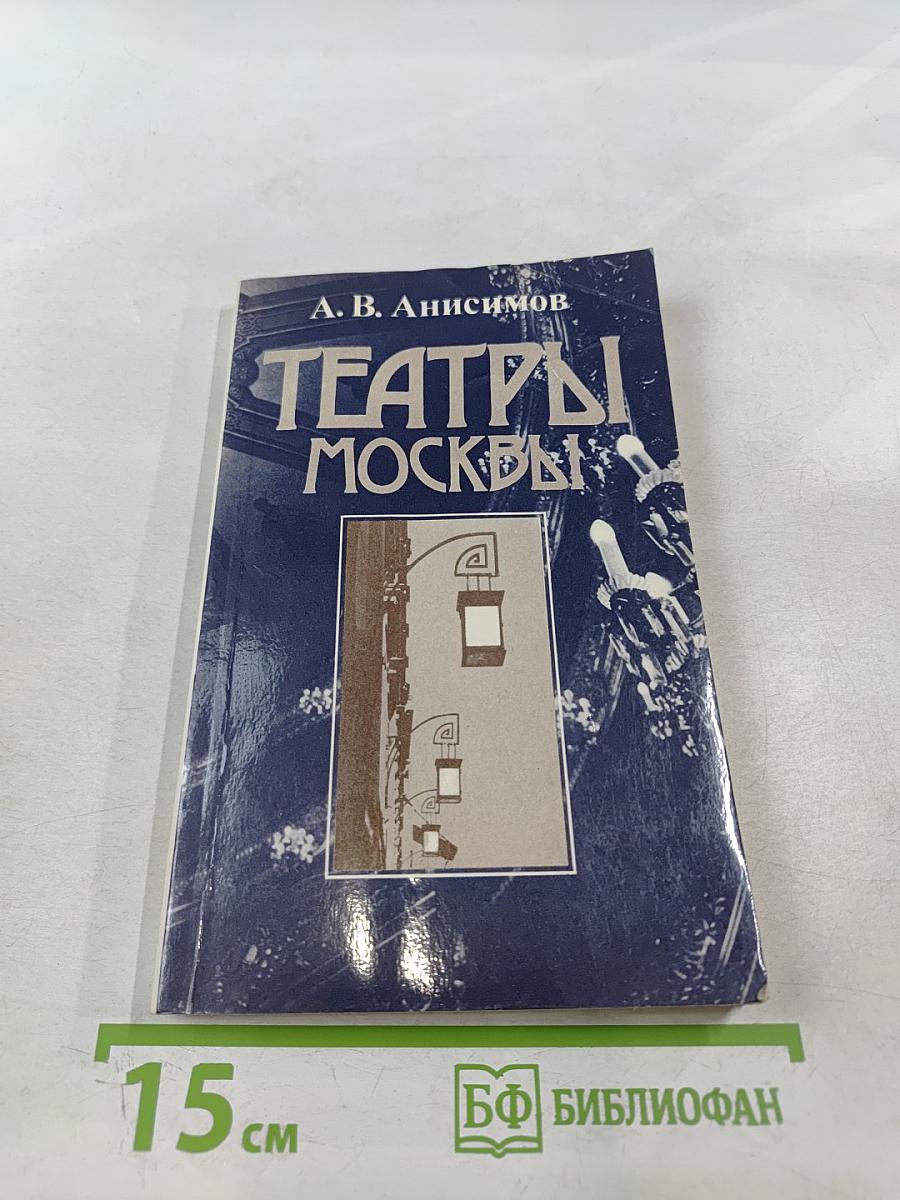 А. В. Анисимов
ТЕАТРЫ
МОСКВЫ
15 см
БФ БИБЛИОФАН